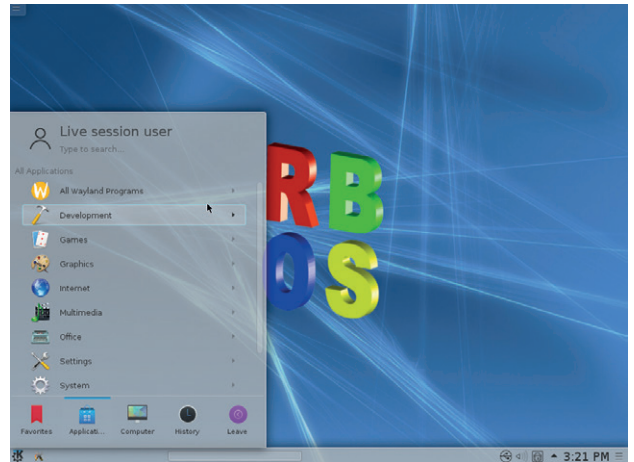 Live session user
Type to search...
All Applications
All Wayland Programs
Development
Games
Graphics
Internet
Multimedia
Office
Settings
System
Favorites Applicati... Computer History Leave
RB
OS
3:21 PM